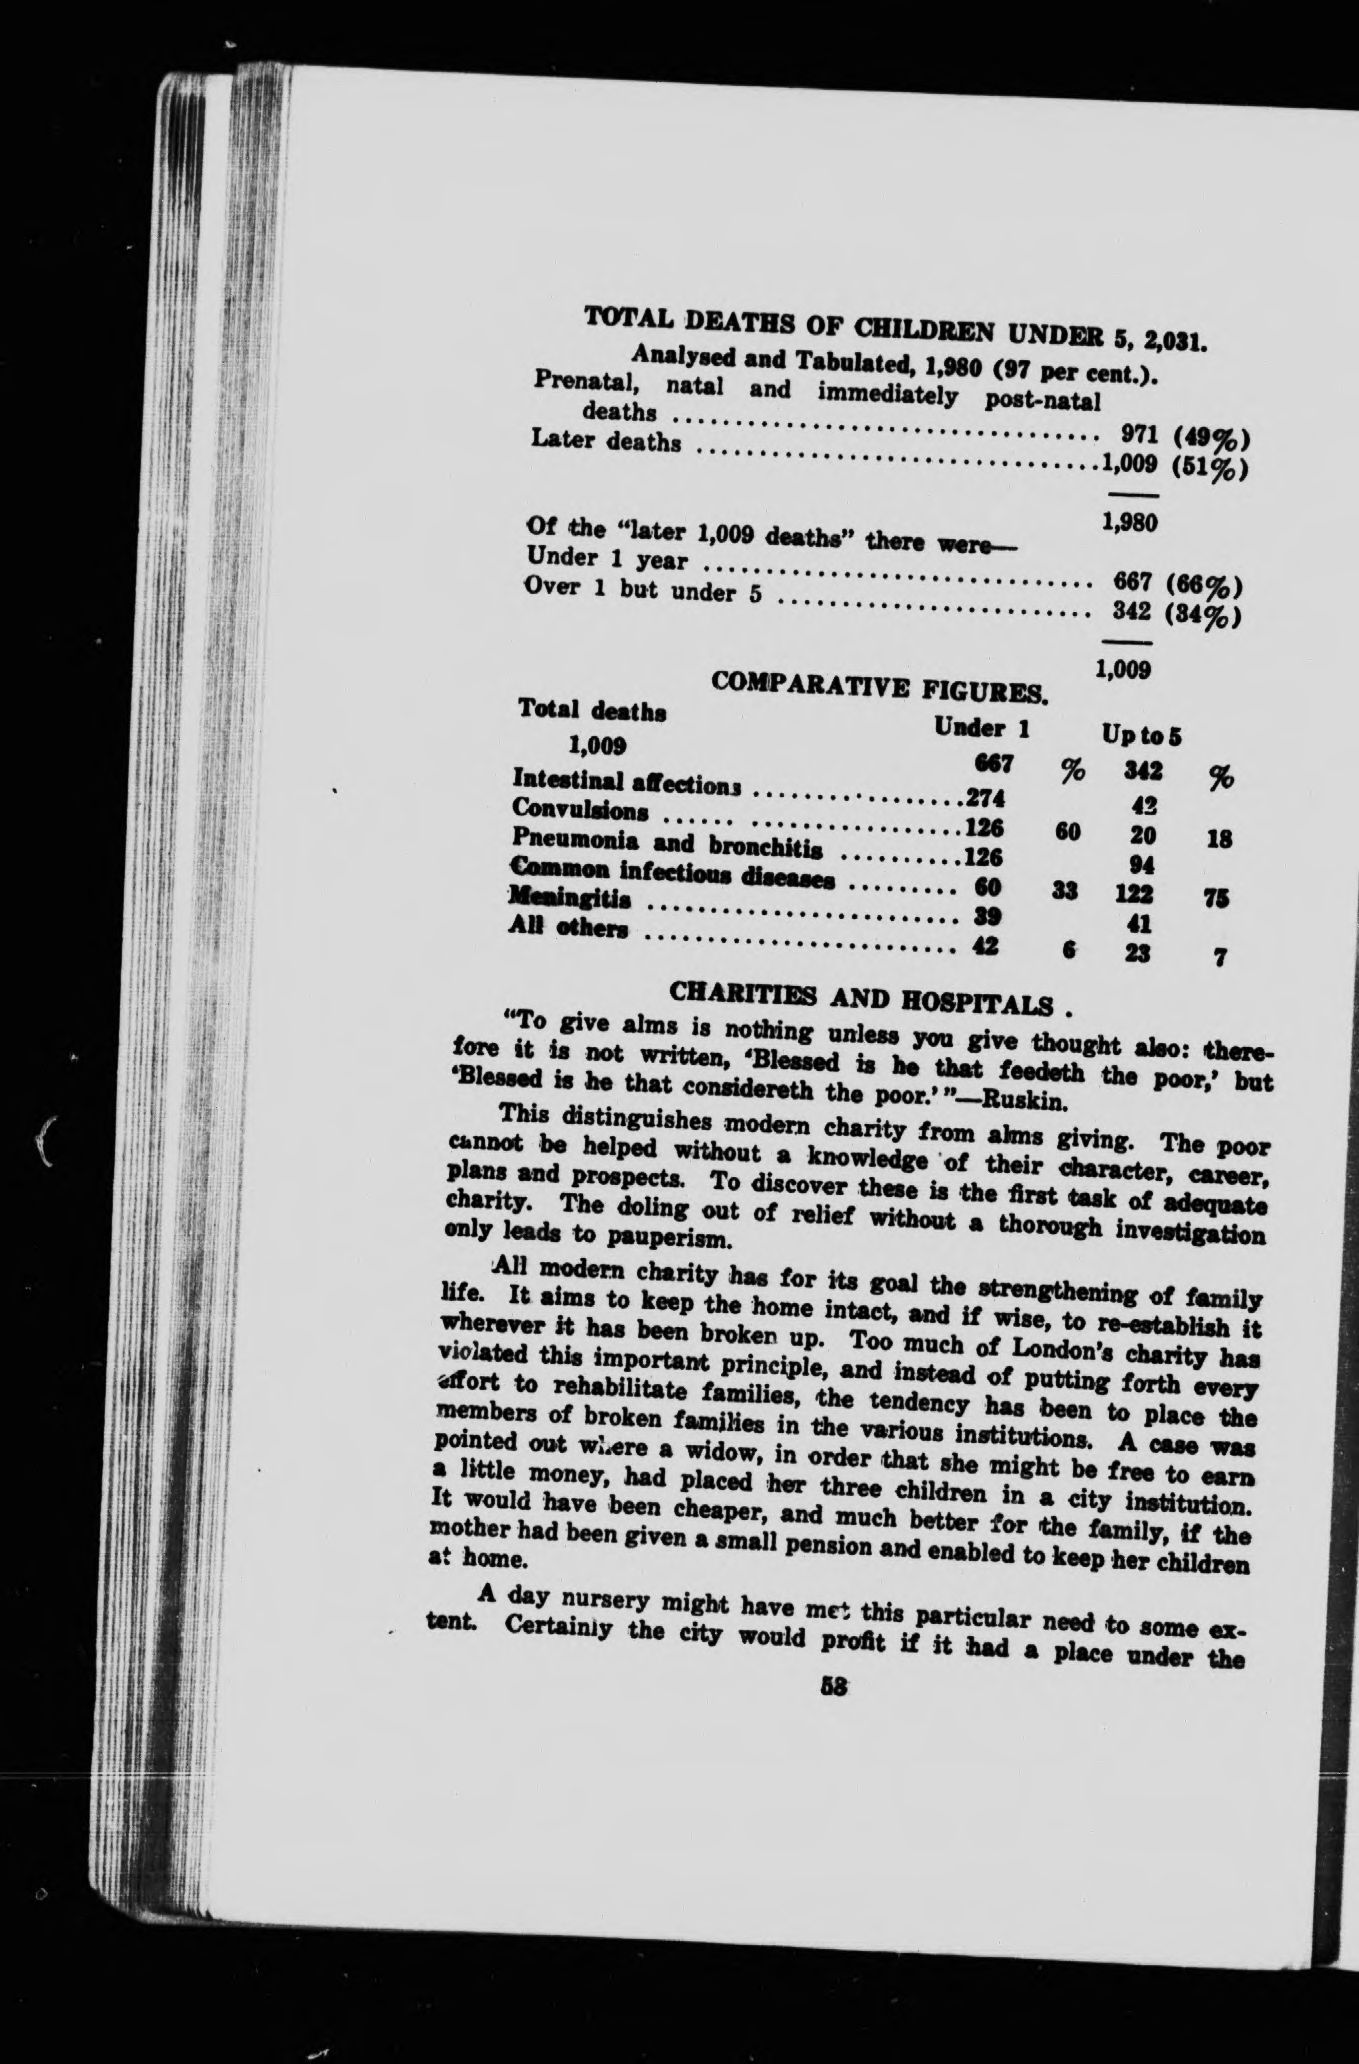 TOTAL DEATHS OF CHILDREN UNDER 5, 2,031.
Analysed and Tabulated, 1,980 (97 per cent.).
Prenatal, natal and immediately post-natal
deaths .................................. 971 (49%)
Later deaths ................................1,009 (51%)
1,980
Of the "later 1,009 deaths" there were—
Under 1 year ............................... 667 (66%)
Over 1 but under 5 ......................... 342 (34%)
1,009
COMPARATIVE FIGURES.
Total deaths Under 1 Up to 5
1,009 667 % 342 %
Intestinal affections .................274 42
Convulsions ...... .................126 60 20 18
Pneumonia and bronchitis ..........126 94
Common infectious diseases ......... 60 33 122 75
Meningitis ......................... 39 41
All others ......................... 42 6 23 7
CHARITIES AND HOSPITALS .
"To give alms is nothing unless you give thought also: there-
fore it is not written, 'Blessed is he that feedeth the poor,' but
'Blessed is he that considereth the poor.' "—Ruskin.
This distinguishes modern charity from alms giving. The poor
cannot be helped without a knowledge of their character, career,
plans and prospects. To discover these is the first task of adequate
charity. The doling out of relief without a thorough investigation
only leads to pauperism.
All modern charity has for its goal the strengthening of family
life. It aims to keep the home intact, and if wise, to re-establish it
wherever it has been broken up. Too much of London's charity has
violated this important principle, and instead of putting forth every
effort to rehabilitate families, the tendency has been to place the
members of broken families in the various institutions. A case was
pointed out where a widow, in order that she might be free to earn
a little money, had placed her three children in a city institution.
It would have been cheaper, and much better for the family, if the
mother had been given a small pension and enabled to keep her children
at home.
A day nursery might have met this particular need to some ex-
tent. Certainly the city would profit if it had a place under the
53